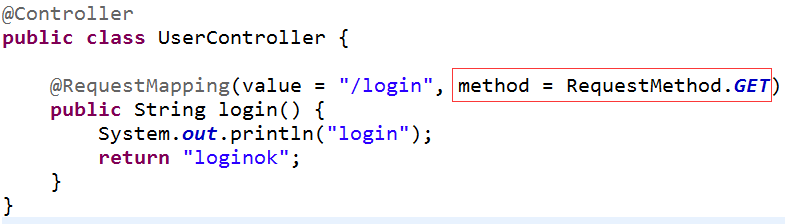 @Controller
public class UserController {
@RequestMapping(value = "/login", method = RequestMethod.GET)
public String login() {
System.out.println("login");
return "loginok";
}
}